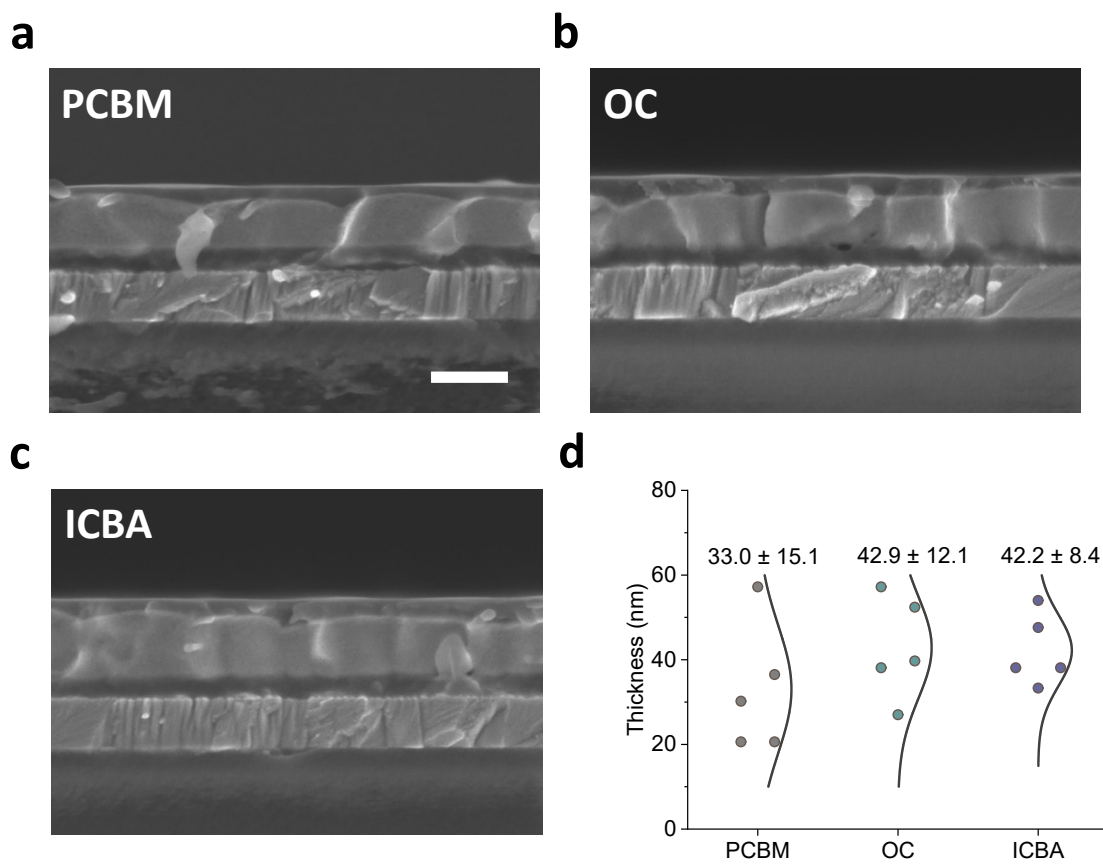 a
PCBM
b
OC
c
ICBA
d
80
60
40
20
0
Thickness (nm)
33.0 ± 15.1
42.9 ± 12.1
42.2 ± 8.4
PCBM
OC
ICBA